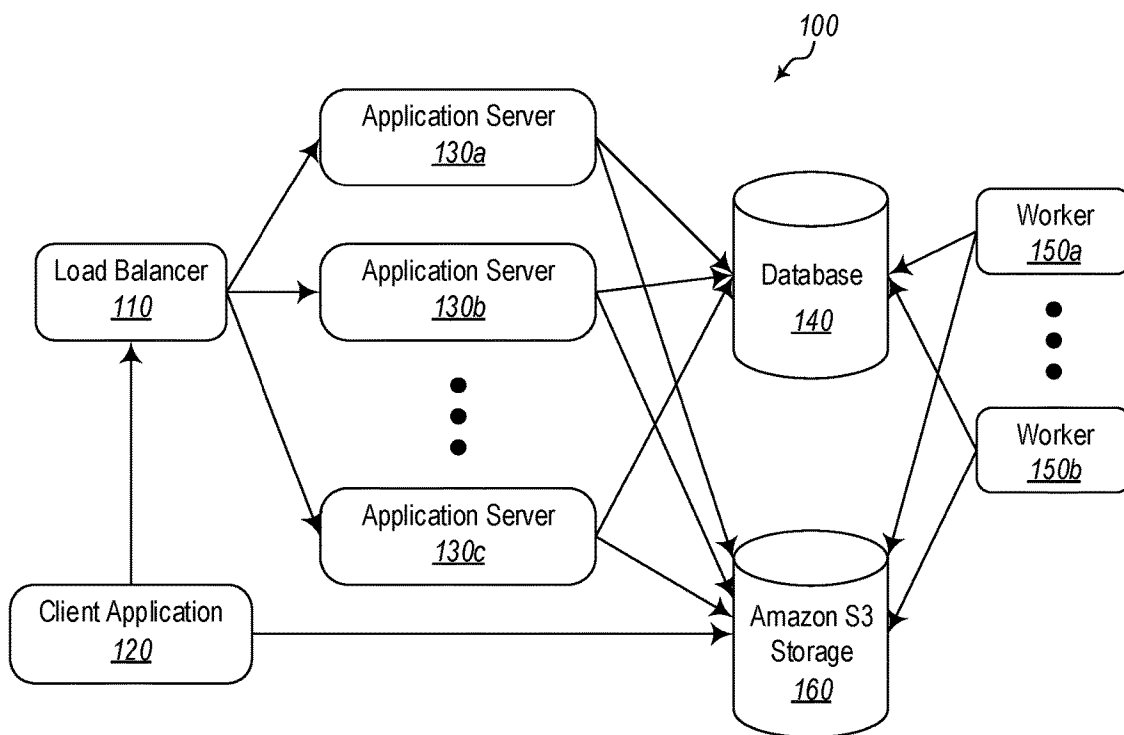 100
Application Server
130a
Application Server
130b
Application Server
130c
Load Balancer
110
Client Application
120
Database
140
Amazon S3
Storage
160
Worker
150a
Worker
150b